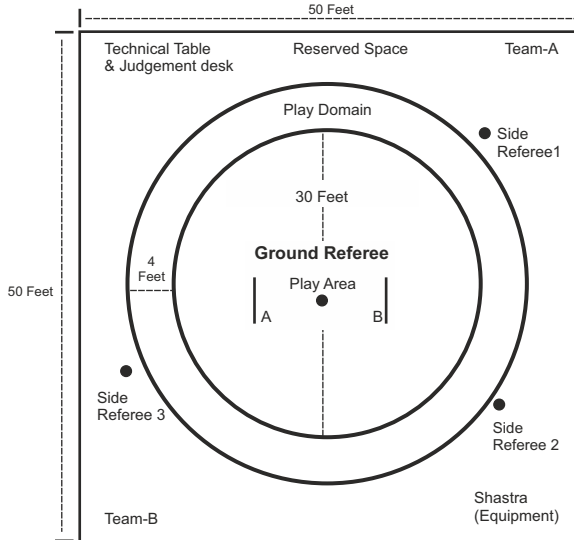 50 Feet
Technical Table
& Judgement desk
Reserved Space
Team-A
Play Domain
Side
Referee1
30 Feet
Ground Referee
4
Feet
Play Area
50 Feet
A
B
Side
Referee 3
Side
Referee 2
Shastra
(Equipment)
Team-B